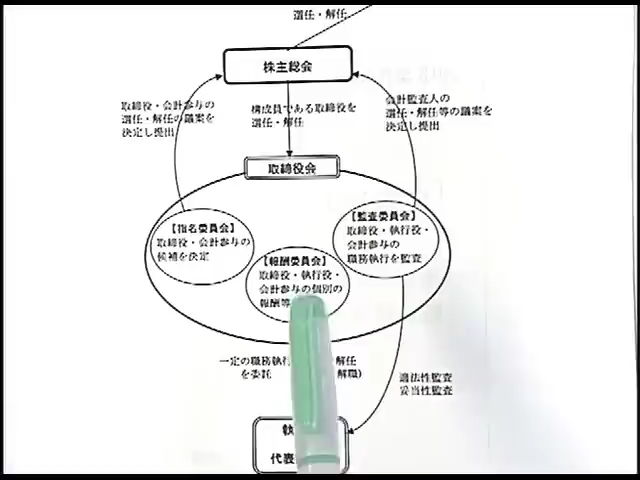 選任・解任
株主総会
取締役・会計参与の
選任・解任の議案を
決定し提出
構成員である取締役を
選任・解任
会計監査人の
選任・解任等の議案を
決定し提出
取締役会
【指名委員会】
取締役・会計参与の
候補を決定
【報酬委員会】
取締役・執行役・
会計参与の個別の
報酬等
【監査委員会】
取締役・執行役・
会計参与の
職務執行を監査
一定の職務執行
を委託
解任
解職)
適法性監査
妥当性監査
執
代表